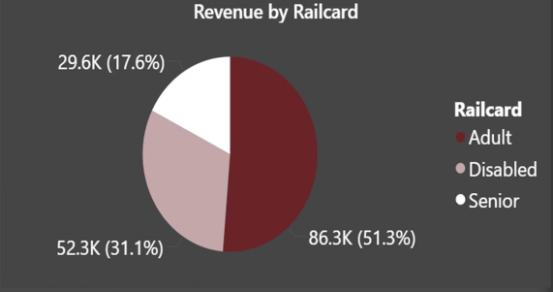 Revenue by Railcard
29.6K (17.6%)
52.3K (31.1%)
86.3K (51.3%)
Railcard
Adult
Disabled
Senior